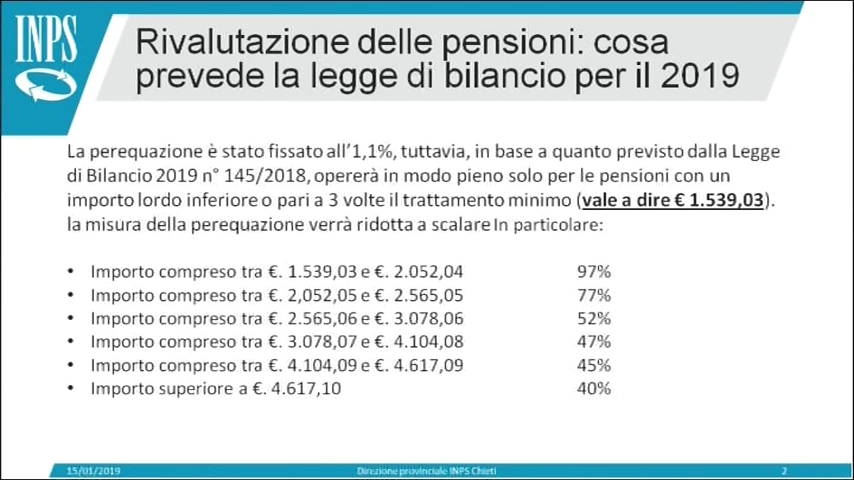 INPS
Rivalutazione delle pensioni: cosa
prevede la legge di bilancio per il 2019
La perequazione è stato fissato all'1,1%, tuttavia, in base a quanto previsto dalla Legge
di Bilancio 2019 n° 145/2018, opererà in modo pieno solo per le pensioni con un
importo lordo inferiore o pari a 3 volte il trattamento minimo (vale a dire € 1.539,03).
la misura della perequazione verrà ridotta a scalare In particolare:
• Importo compreso tra €. 1.539,03 e €. 2.052,04 97%
• Importo compreso tra €. 2,052,05 e €. 2.565,05 77%
• Importo compreso tra €. 2.565,06 e €. 3.078,06 52%
• Importo compreso tra €. 3.078,07 e €. 4.104,08 47%
• Importo compreso tra €. 4.104,09 e €. 4.617,09 45%
• Importo superiore a €. 4.617,10 40%
15/01/2019 Direzione provinciale INPS Chieti 2